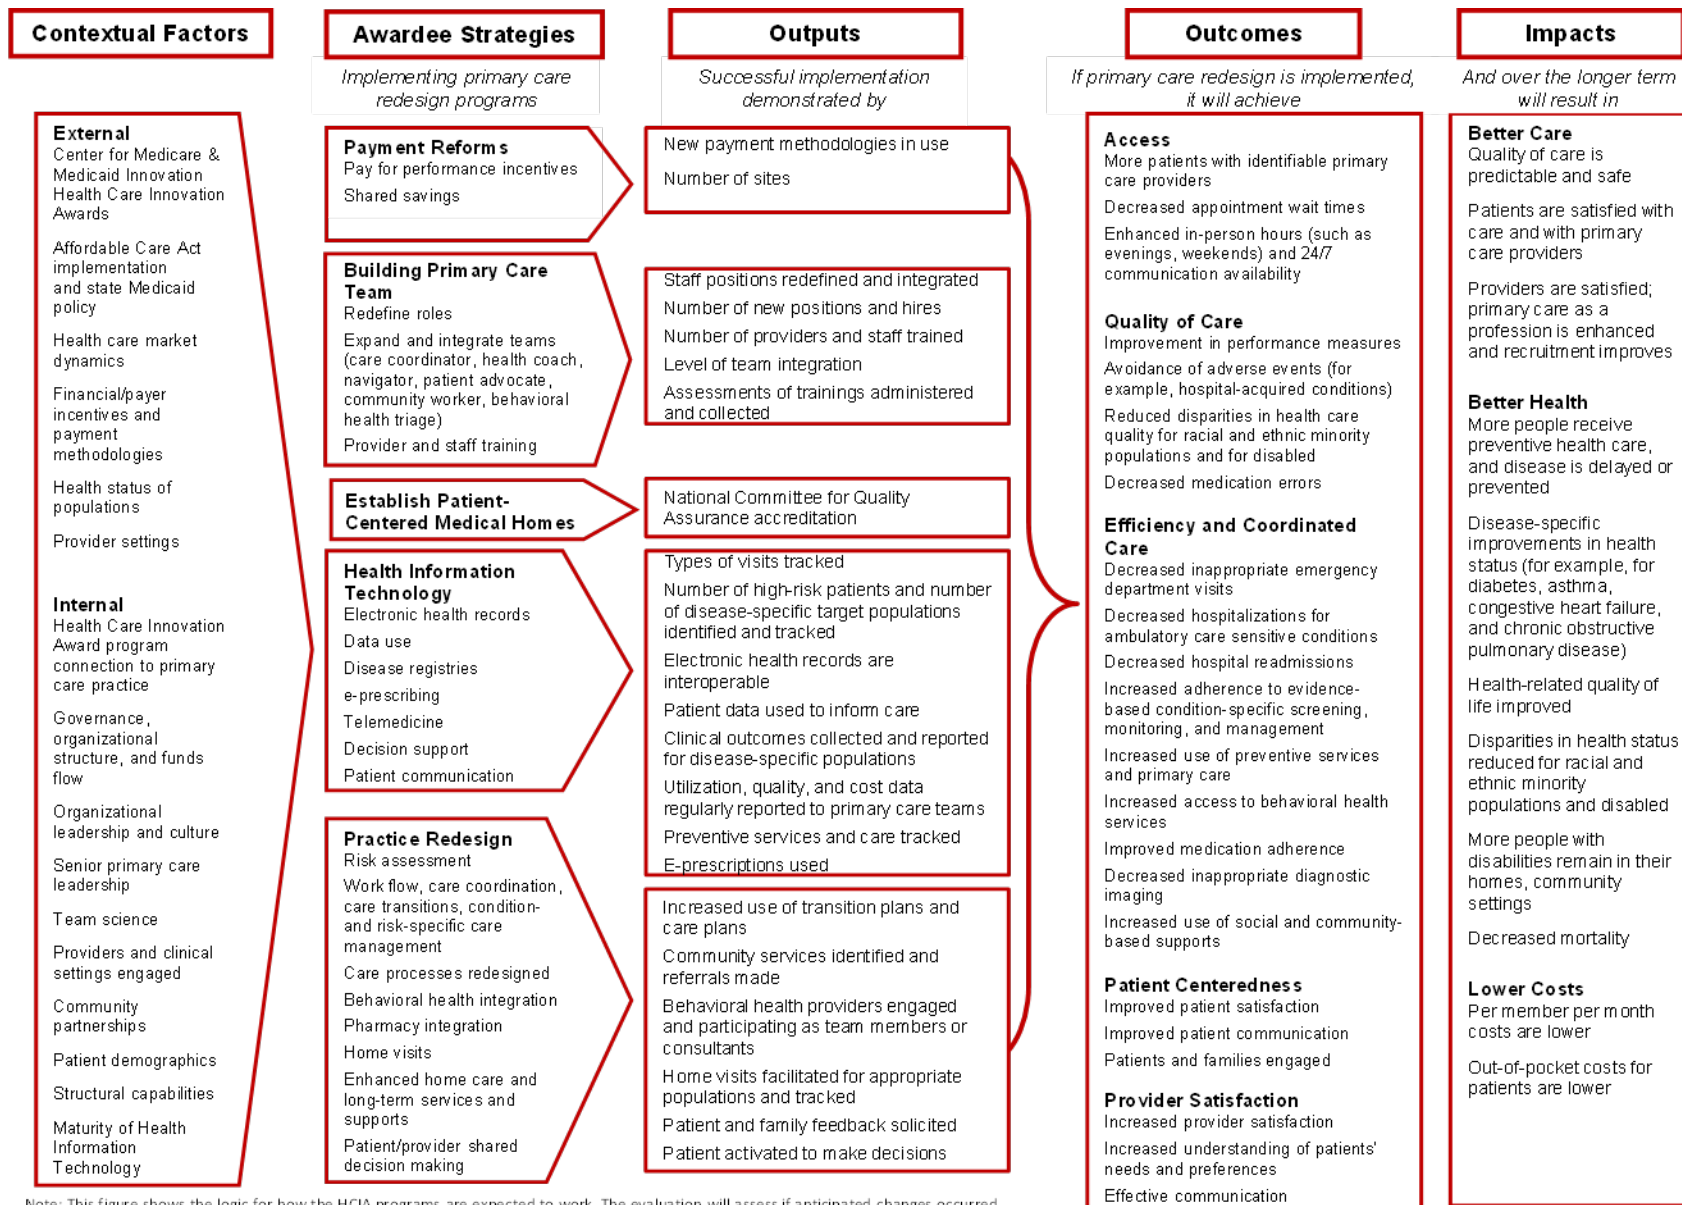 Contextual Factors
Awardee Strategies
Outputs
Outcomes
Impacts
Implementing primary care
redesign programs
Successful implementation
demonstrated by
If primary care redesign is implemented,
it will achieve
And over the longer term
will result in
External
Center for Medicare &
Medicaid Innovation
Health Care Innovation
Awards
Affordable Care Act
implementation
and state Medicaid
policy
Health care market
dynamics
Financial/payer
incentives and
payment
methodologies
Health status of
populations
Provider settings
Internal
Health Care Innovation
Award program
connection to primary
care practice
Governance,
organizational
structure, and funds
flow
Organizational
leadership and culture
Senior primary care
leadership
Team science
Providers and clinical
settings engaged
Community
partnerships
Patient demographics
Structural capabilities
Maturity of Health
Information
Technology
Payment Reforms
Pay for performance incentives
Shared savings
Building Primary Care
Team
Redefine roles
Expand and integrate teams
(care coordinator, health coach,
navigator, patient advocate,
community worker, behavioral
health triage)
Provider and staff training
Establish Patient-
Centered Medical Homes
Health Information
Technology
Electronic health records
Data use
Disease registries
e-prescribing
Telemedicine
Decision support
Patient communication
Practice Redesign
Risk assessment
Work flow, care coordination,
care transitions, condition-
and risk-specific care
management
Care processes redesigned
Behavioral health integration
Pharmacy integration
Home visits
Enhanced home care and
long-term services and
supports
Patient/provider shared
decision making
New payment methodologies in use
Number of sites
Staff positions redefined and integrated
Number of new positions and hires
Number of providers and staff trained
Level of team integration
Assessments of trainings administered
and collected
National Committee for Quality
Assurance accreditation
Types of visits tracked
Number of high-risk patients and number
of disease-specific target populations
identified and tracked
Electronic health records are
interoperable
Patient data used to inform care
Clinical outcomes collected and reported
for disease-specific populations
Utilization, quality, and cost data
regularly reported to primary care teams
Preventive services and care tracked
E-prescriptions used
Increased use of transition plans and
care plans
Community services identified and
referrals made
Behavioral health providers engaged
and participating as team members or
consultants
Home visits facilitated for appropriate
populations and tracked
Patient and family feedback solicited
Patient activated to make decisions
Access
More patients with identifiable primary
care providers
Decreased appointment wait times
Enhanced in-person hours (such as
evenings, weekends) and 24/7
communication availability
Quality of Care
Improvement in performance measures
Avoidance of adverse events (for
example, hospital-acquired conditions)
Reduced disparities in health care
quality for racial and ethnic minority
populations and for disabled
Decreased medication errors
Efficiency and Coordinated
Care
Decreased inappropriate emergency
department visits
Decreased hospitalizations for
ambulatory care sensitive conditions
Decreased hospital readmissions
Increased adherence to evidence-
based condition-specific screening,
monitoring, and management
Increased use of preventive services
and primary care
Increased access to behavioral health
services
Improved medication adherence
Decreased inappropriate diagnostic
imaging
Increased use of social and community-
based supports
Patient Centeredness
Improved patient satisfaction
Improved patient communication
Patients and families engaged
Provider Satisfaction
Increased provider satisfaction
Increased understanding of patients'
needs and preferences
Effective communication
Better Care
Quality of care is
predictable and safe
Patients are satisfied with
care and with primary
care providers
Providers are satisfied;
primary care as a
profession is enhanced
and recruitment improves
Better Health
More people receive
preventive health care,
and disease is delayed or
prevented
Disease-specific
improvements in health
status (for example, for
diabetes, asthma,
congestive heart failure,
and chronic obstructive
pulmonary disease)
Health-related quality of
life improved
Disparities in health status
reduced for racial and
ethnic minority
populations and disabled
More people with
disabilities remain in their
homes, community
settings
Decreased mortality
Lower Costs
Per member per month
costs are lower
Out-of-pocket costs for
patients are lower
Note: This figure shows the logic for how the HCIA programs are expected to work. The evaluation will assess if anticipated changes occurred.